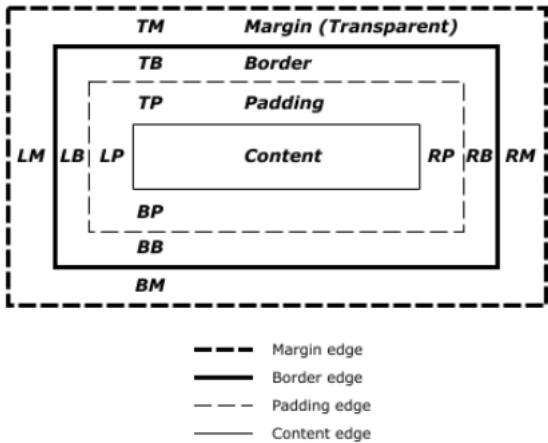 TM Margin (Transparent)
TB Border
TP Padding
LM LB LP Content RP RB RM
BP
BB
BM
Margin edge
Border edge
Padding edge
Content edge